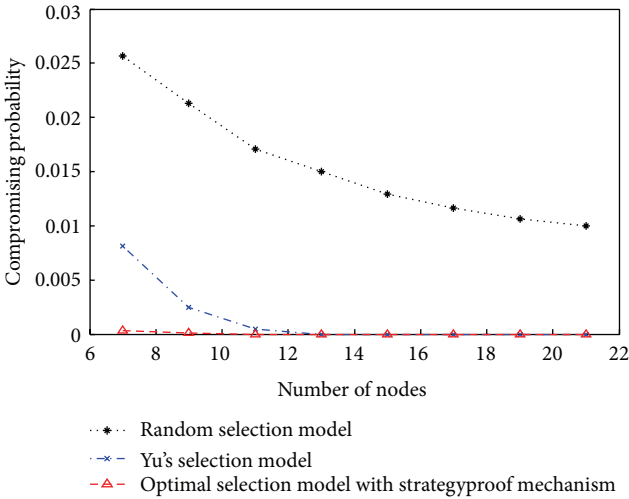 0.03
0.025
0.02
0.015
0.01
0.005
0
Compromising probability
6 8 10 12 14 16 18 20 22
Number of nodes
Random selection model
Yu's selection model
Optimal selection model with strategyproof mechanism